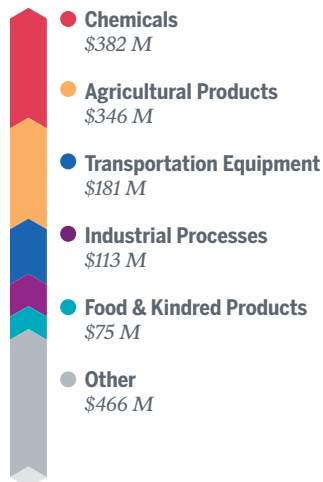 Chemicals
$382 M
Agricultural Products
$346 M
Transportation Equipment
$181 M
Industrial Processes
$113 M
Food & Kindred Products
$75 M
Other
$466 M